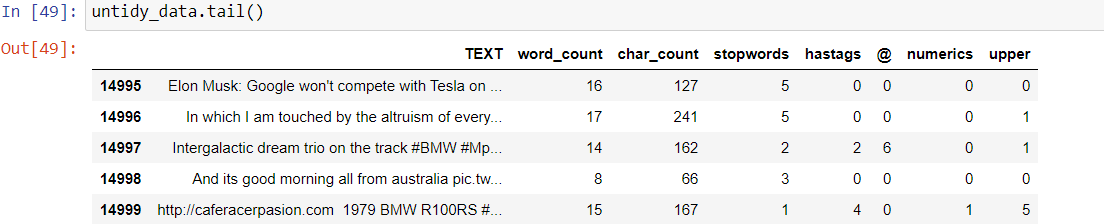 In [49]: untidy_data.tail()
Out[49]:
TEXT word_count char_count stopwords hastags @ numerics upper
14995 Elon Musk: Google won't compete with Tesla on ... 16 127 5 0 0 0 0
14996 In which I am touched by the altruism of every... 17 241 5 0 0 0 1
14997 Intergalactic dream trio on the track #BMW #Mp... 14 162 2 2 6 0 1
14998 And its good morning all from australia pic.tw... 8 66 3 0 0 0 0
14999 http://caferacerpasion.com 1979 BMW R100RS #... 15 167 1 4 0 1 5